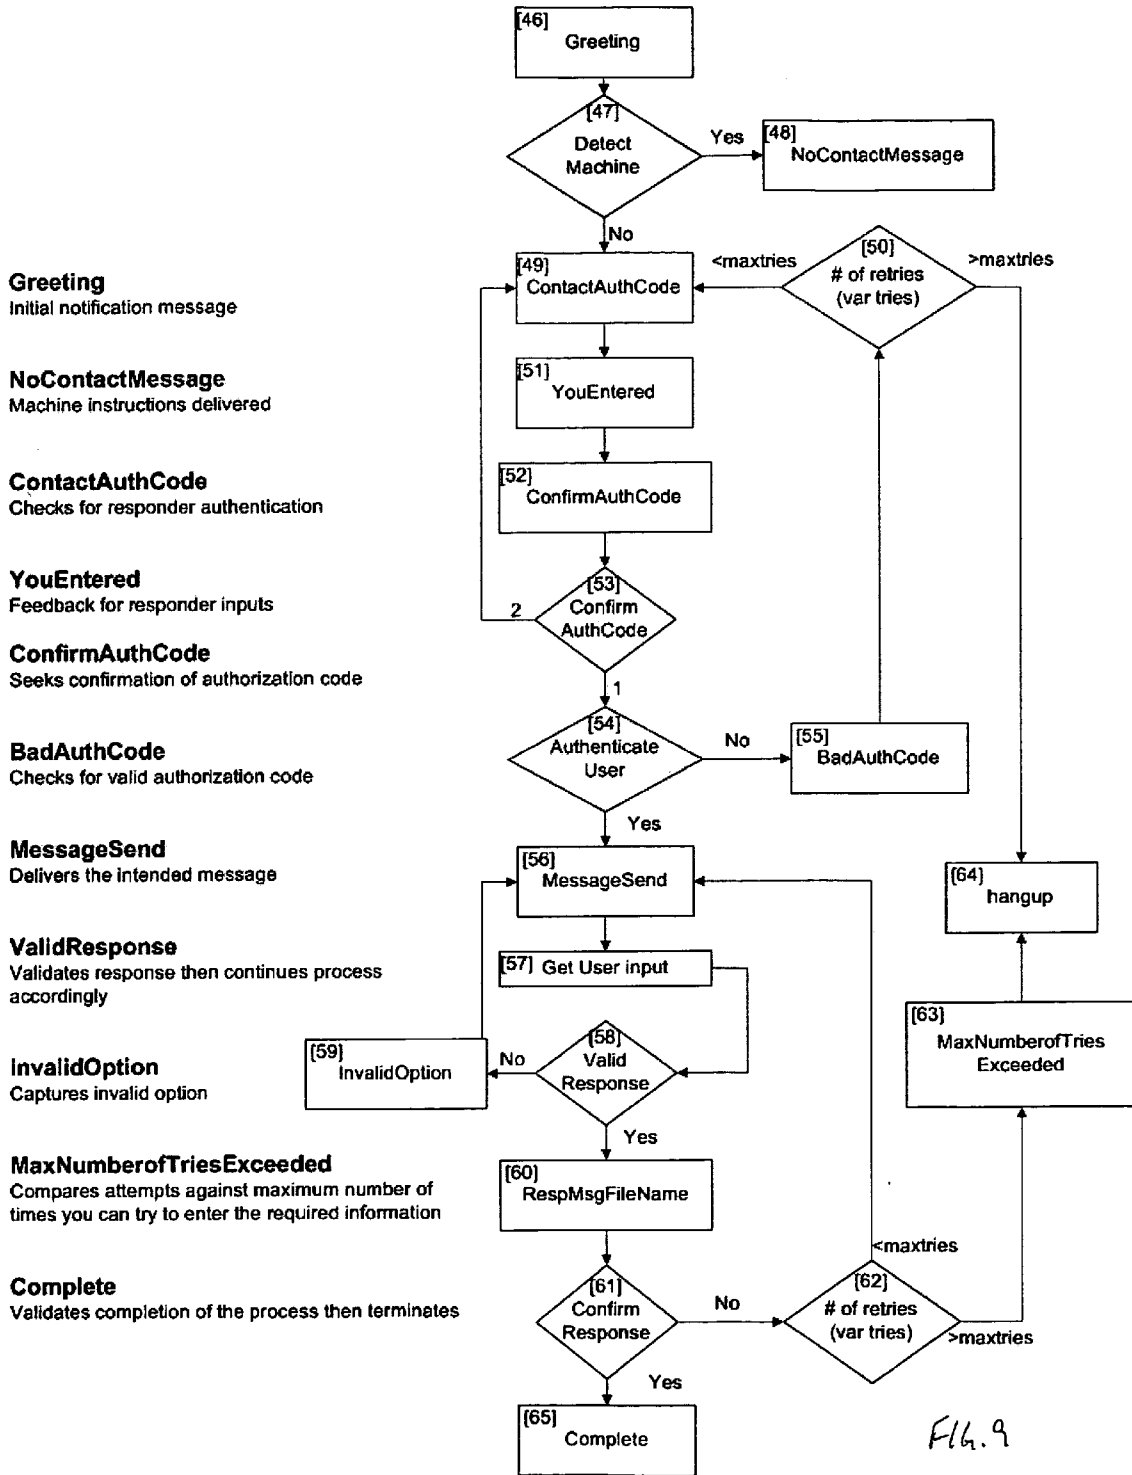 [46]
Greeting
[47]
Detect
Machine
Yes
[48]
NoContactMessage
No
[49]
ContactAuthCode
<maxtries
[50]
# of retries
(var tries)
>maxtries
[51]
YouEntered
[52]
ConfirmAuthCode
[53]
Confirm
AuthCode
2
1
[54]
Authenticate
User
No
[55]
BadAuthCode
Yes
[56]
MessageSend
[57] Get User input
[58]
Valid
Response
No
[59]
InvalidOption
Yes
[60]
RespMsgFileName
[61]
Confirm
Response
No
<maxtries
[62]
# of retries
(var tries)
>maxtries
[63]
MaxNumberofTries
Exceeded
[64]
hangup
Yes
[65]
Complete
Greeting
Initial notification message
NoContactMessage
Machine instructions delivered
ContactAuthCode
Checks for responder authentication
YouEntered
Feedback for responder inputs
ConfirmAuthCode
Seeks confirmation of authorization code
BadAuthCode
Checks for valid authorization code
MessageSend
Delivers the intended message
ValidResponse
Validates response then continues process
accordingly
InvalidOption
Captures invalid option
MaxNumberofTriesExceeded
Compares attempts against maximum number of
times you can try to enter the required information
Complete
Validates completion of the process then terminates
FIG. 9